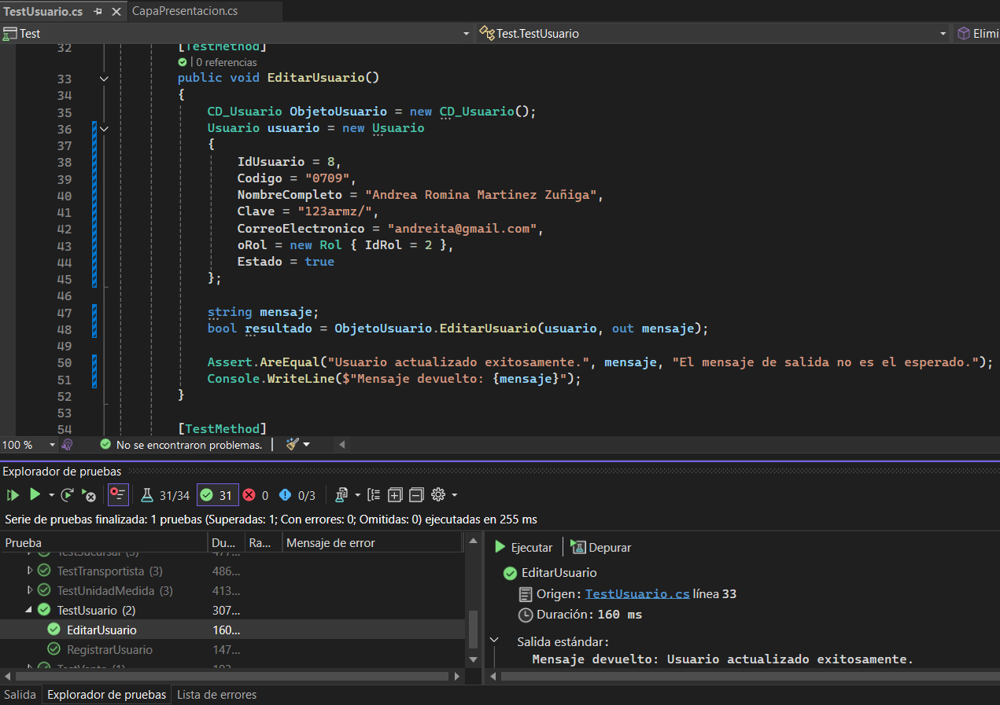 TestUsuario.cs CapaPresentacion.cs
Test Test.TestUsuario Elimi
32 [TestMethod]
0 referencias
33 public void EditarUsuario()
34 {
35 CD_Usuario ObjetoUsuario = new CD_Usuario();
36 Usuario usuario = new Usuario
37 {
38 IdUsuario = 8,
39 Codigo = "0709",
40 NombreCompleto = "Andrea Romina Martinez Zuñiga",
41 Clave = "123armz/",
42 CorreoElectronico = "andreita@gmail.com",
43 oRol = new Rol { IdRol = 2 },
44 Estado = true
45 };
46
47 string mensaje;
48 bool resultado = ObjetoUsuario.EditarUsuario(usuario, out mensaje);
49
50 Assert.AreEqual("Usuario actualizado exitosamente.", mensaje, "El mensaje de salida no es el esperado.");
51 Console.WriteLine($"Mensaje devuelto: {mensaje}");
52 }
53
54 [TestMethod]
100 % No se encontraron problemas.
Explorador de pruebas
31/34 31 0 0/3
Serie de pruebas finalizada: 1 pruebas (Superadas: 1; Con errores: 0; Omitidas: 0) ejecutadas en 255 ms
Prueba Du... Ra... Mensaje de error
TestSucursal (3) 477...
TestTransportista (3) 486...
TestUnidadMedida (3) 413...
TestUsuario (2) 307...
EditarUsuario 160...
RegistrarUsuario 147...
TestVenta (1)
Ejecutar Depurar
EditarUsuario
Origen: TestUsuario.cs línea 33
Duración: 160 ms
Salida estándar:
Mensaje devuelto: Usuario actualizado exitosamente.
Salida Explorador de pruebas Lista de errores